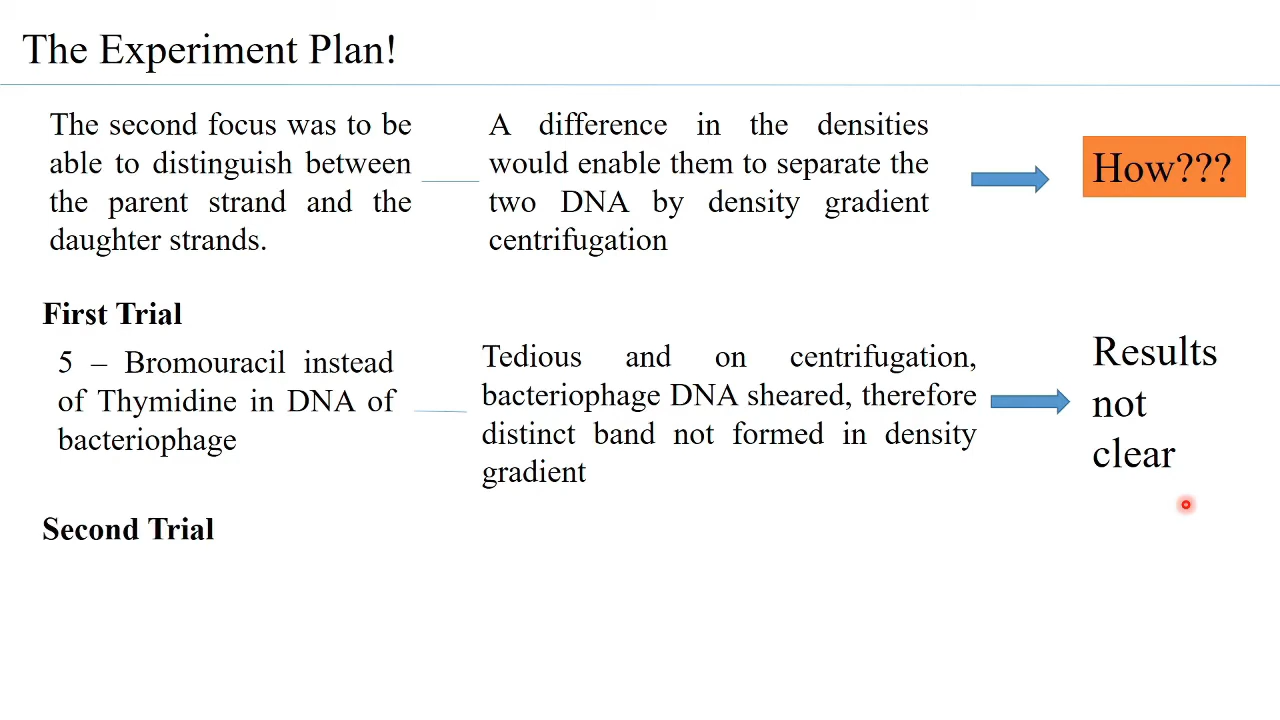 The Experiment Plan!
The second focus was to be
able to distinguish between
the parent strand and the
daughter strands.
A difference in the densities
would enable them to separate the
two DNA by density gradient
centrifugation
How???
First Trial
5 – Bromouracil instead
of Thymidine in DNA of
bacteriophage
Tedious and on centrifugation,
bacteriophage DNA sheared, therefore
distinct band not formed in density
gradient
Results
not
clear
Second Trial